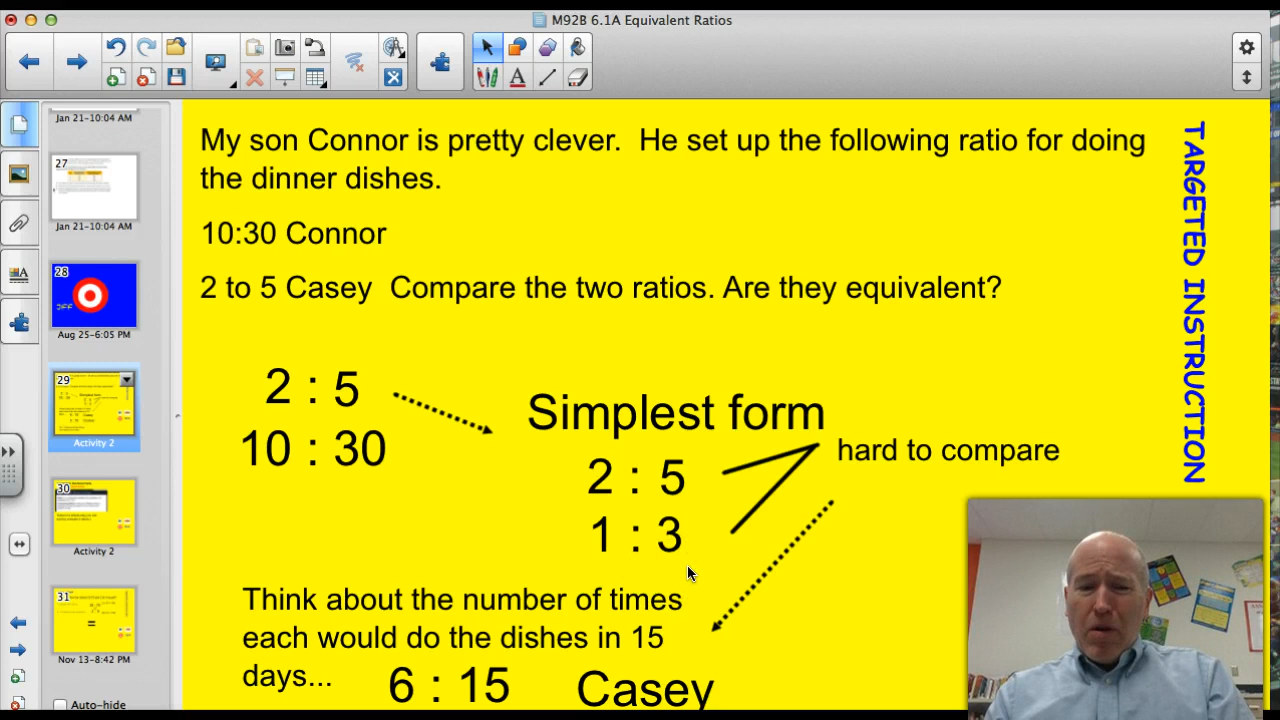 M92B 6.1A Equivalent Ratios
Jan 21-10:04 AM
27
Jan 21-10:04 AM
28
Aug 25-6:05 PM
29
Activity 2
30
Activity 2
31
Nov 13-8:42 PM
Auto-hide
My son Connor is pretty clever. He set up the following ratio for doing
the dinner dishes.
10:30 Connor
2 to 5 Casey Compare the two ratios. Are they equivalent?
2 : 5
10 : 30
Simplest form
2 : 5
1 : 3
hard to compare
Think about the number of times
each would do the dishes in 15
days...
6 : 15 Casey
TARGETED INSTRUCTION